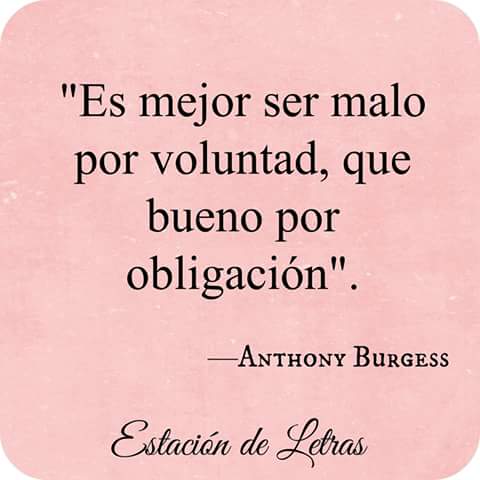 "Es mejor ser malo
por voluntad, que
bueno por
obligación".
—Anthony Burgess
Estación de Letras